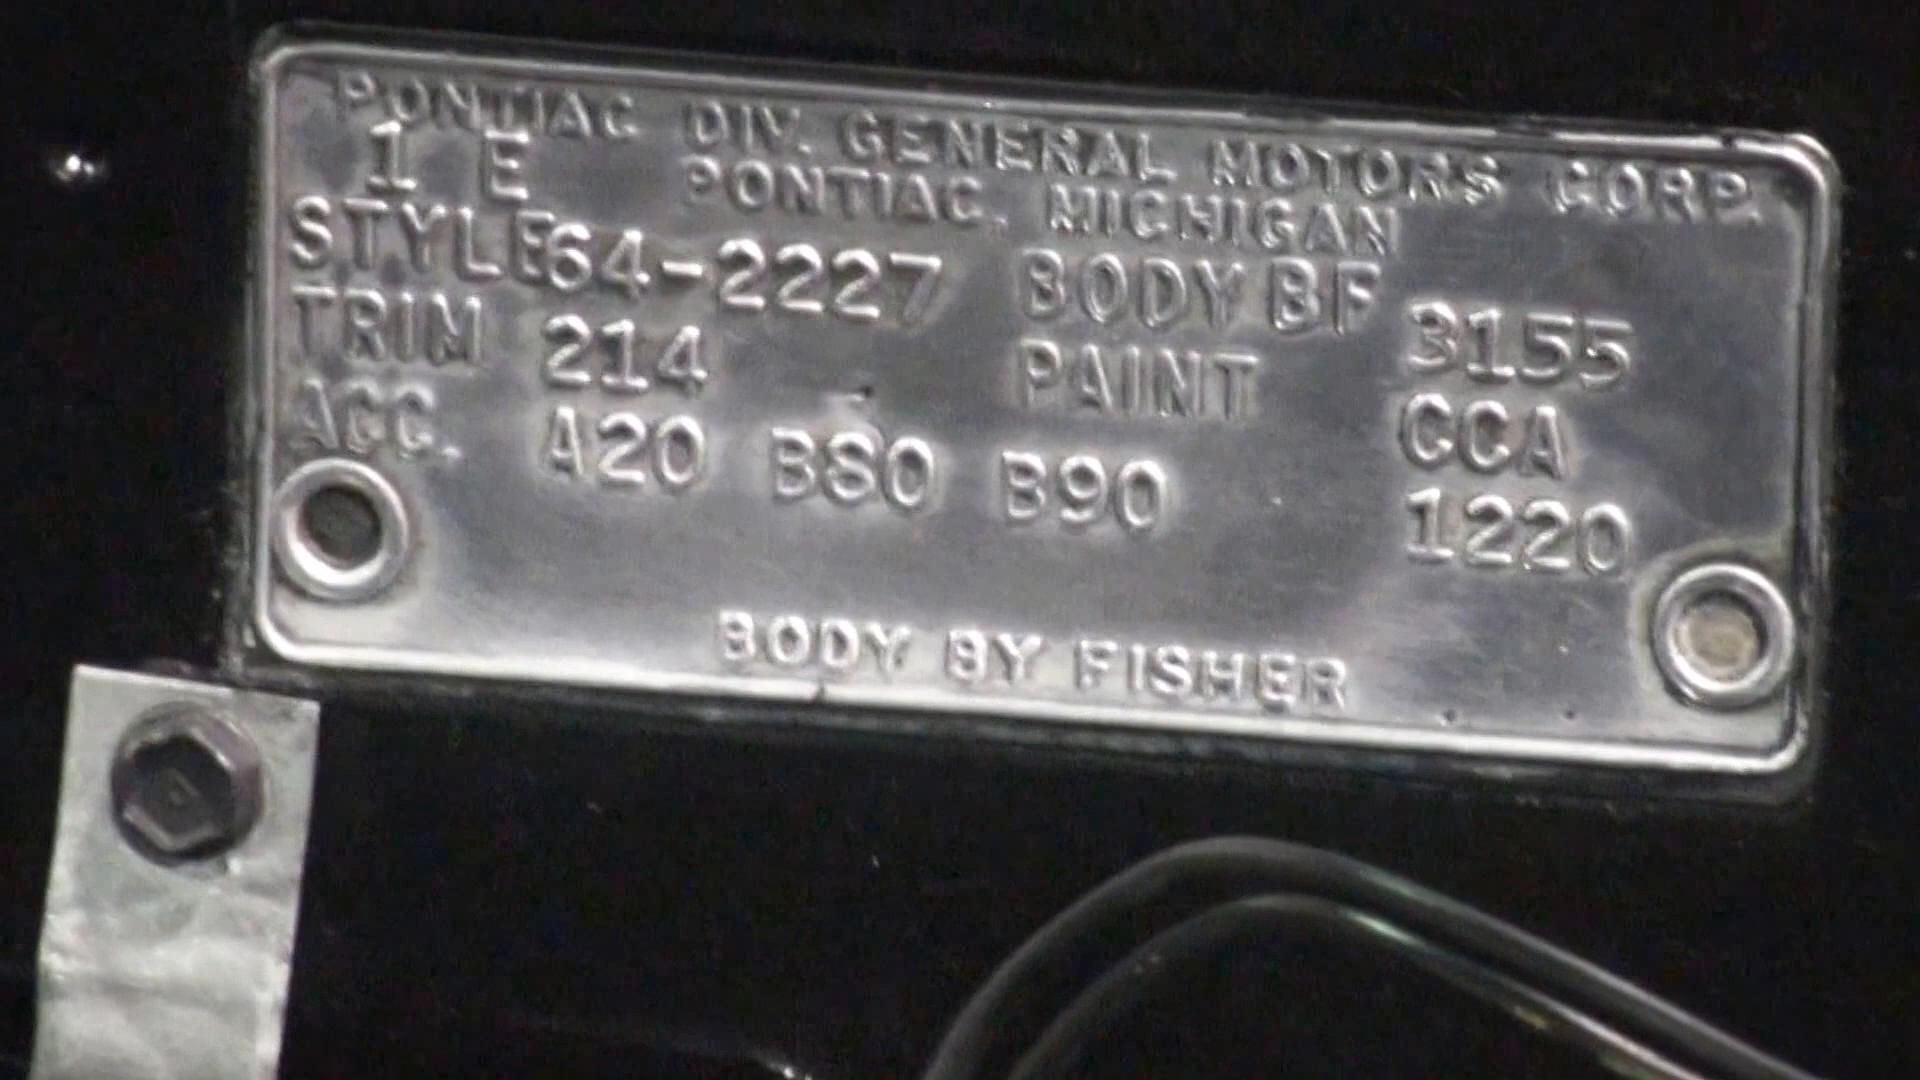 PONTIAC DIV. GENERAL MOTORS CORP.
1 E PONTIAC, MICHIGAN
STYLE 64-2227 BODY BF 3155
TRIM 214 PAINT CCA
ACC. A20 B80 B90 1220
BODY BY FISHER